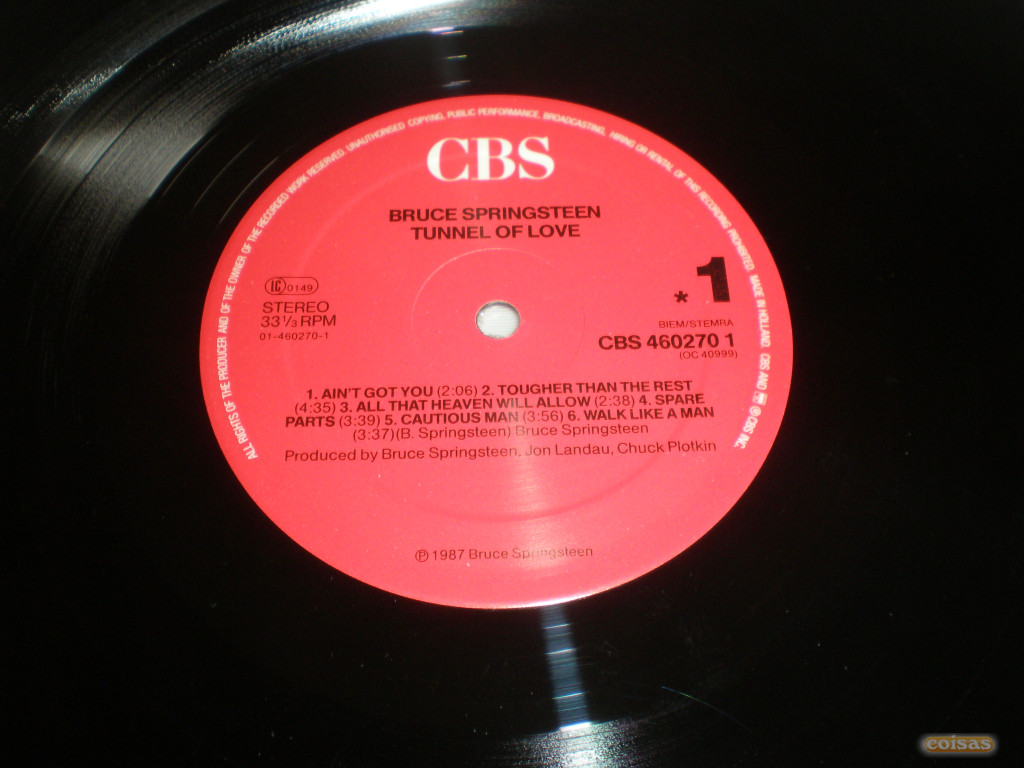 ALL RIGHTS OF THE PRODUCER AND OF THE OWNER OF THE RECORDED WORK RESERVED. UNAUTHORISED COPYING, PUBLIC PERFORMANCE, BROADCASTING, HIRING OR RENTAL OF THIS RECORDING PROHIBITED. MADE IN HOLLAND. CBS AND ℗ CBS INC.
CBS
BRUCE SPRINGSTEEN
TUNNEL OF LOVE
LC 0149
STEREO
33 1/3 RPM
01-460270-1
* 1
BIEM/STEMRA
CBS 460270 1
(OC 40999)
1. AIN'T GOT YOU (2:06) 2. TOUGHER THAN THE REST
(4:35) 3. ALL THAT HEAVEN WILL ALLOW (2:38) 4. SPARE
PARTS (3:39) 5. CAUTIOUS MAN (3:56) 6. WALK LIKE A MAN
(3:37)(B. Springsteen) Bruce Springsteen
Produced by Bruce Springsteen, Jon Landau, Chuck Plotkin
℗ 1987 Bruce Springsteen
coisas